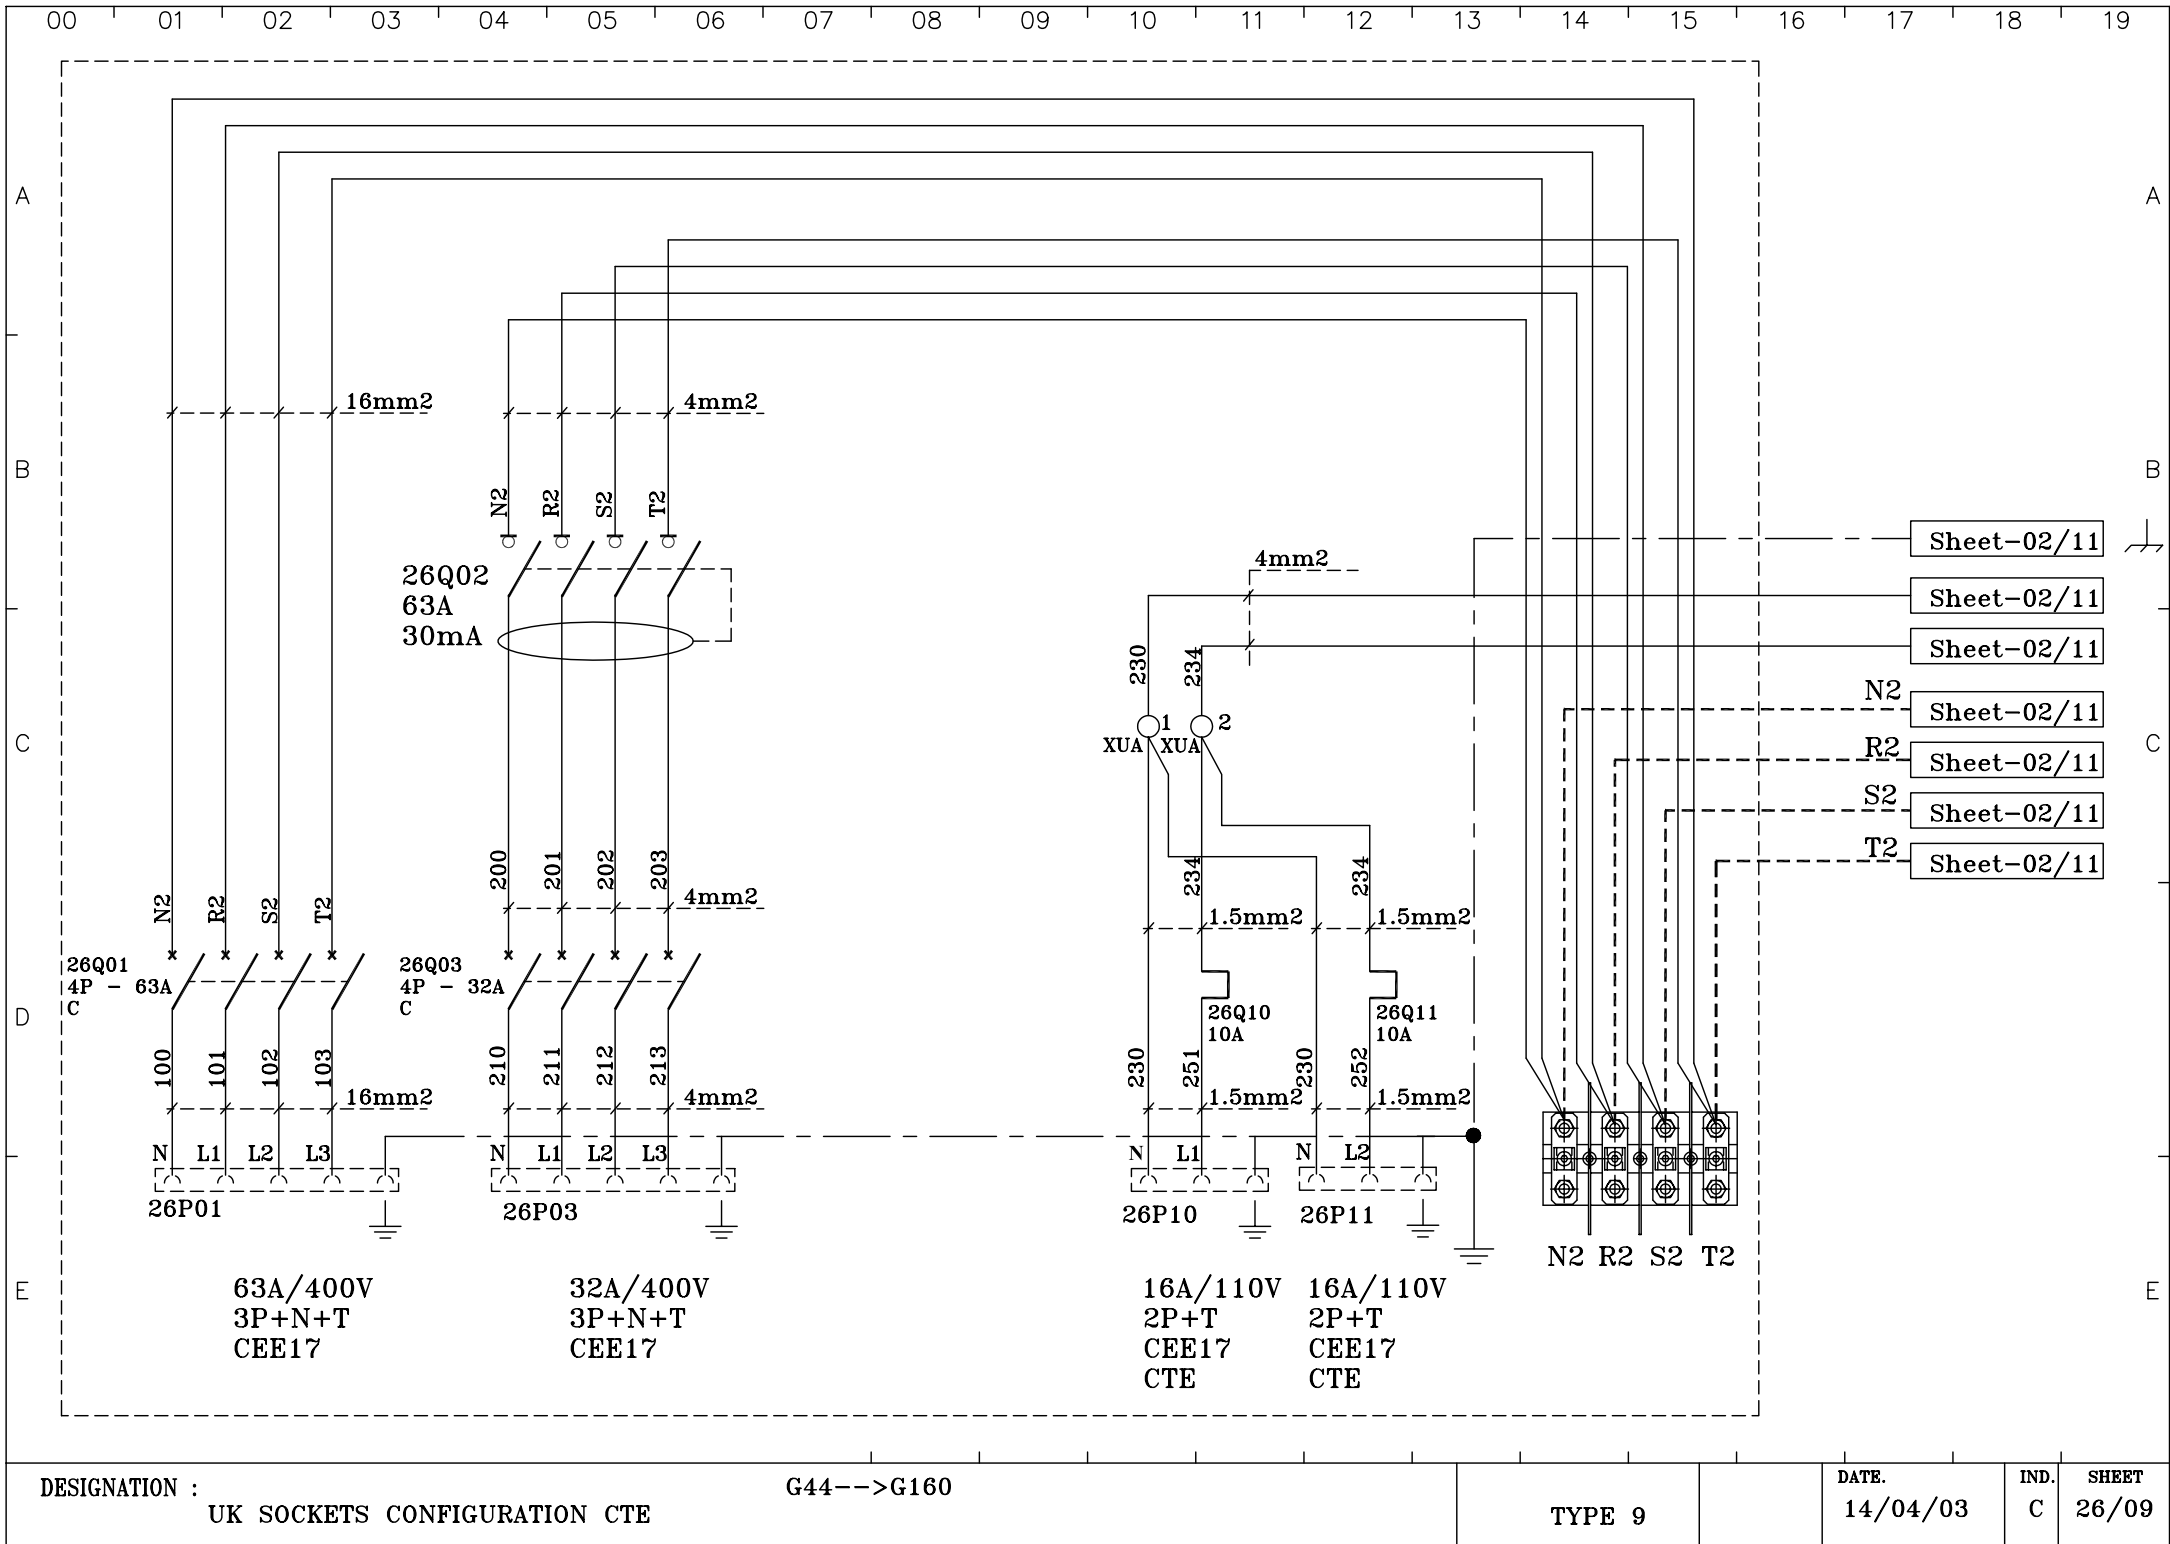 00 01 02 03 04 05 06 07 08 09 10 11 12 13 14 15 16 17 18 19
A A
16mm2 4mm2
B B
N2 R2 S2 T2
Sheet-02/11
4mm2
26Q02
63A
30mA
Sheet-02/11
Sheet-02/11
230 234
N2 Sheet-02/11
1 2
XUA XUA
C C
R2 Sheet-02/11
S2 Sheet-02/11
T2 Sheet-02/11
200 201 202 203
234 234
4mm2
N2 R2 S2 T2
1.5mm2 1.5mm2
26Q01
4P - 63A
C
26Q03
4P - 32A
C
D D
26Q10
10A
26Q11
10A
100 101 102 103
210 211 212 213
230 251 230 252
16mm2 4mm2 1.5mm2 1.5mm2
N L1 L2 L3
N L1 L2 L3
N L1
N L2
26P01 26P03 26P10 26P11
N2 R2 S2 T2
E E
63A/400V
3P+N+T
CEE17
32A/400V
3P+N+T
CEE17
16A/110V
2P+T
CEE17
CTE
16A/110V
2P+T
CEE17
CTE
DESIGNATION :
UK SOCKETS CONFIGURATION CTE
G44-->G160
TYPE 9
DATE.
14/04/03
IND.
C
SHEET
26/09